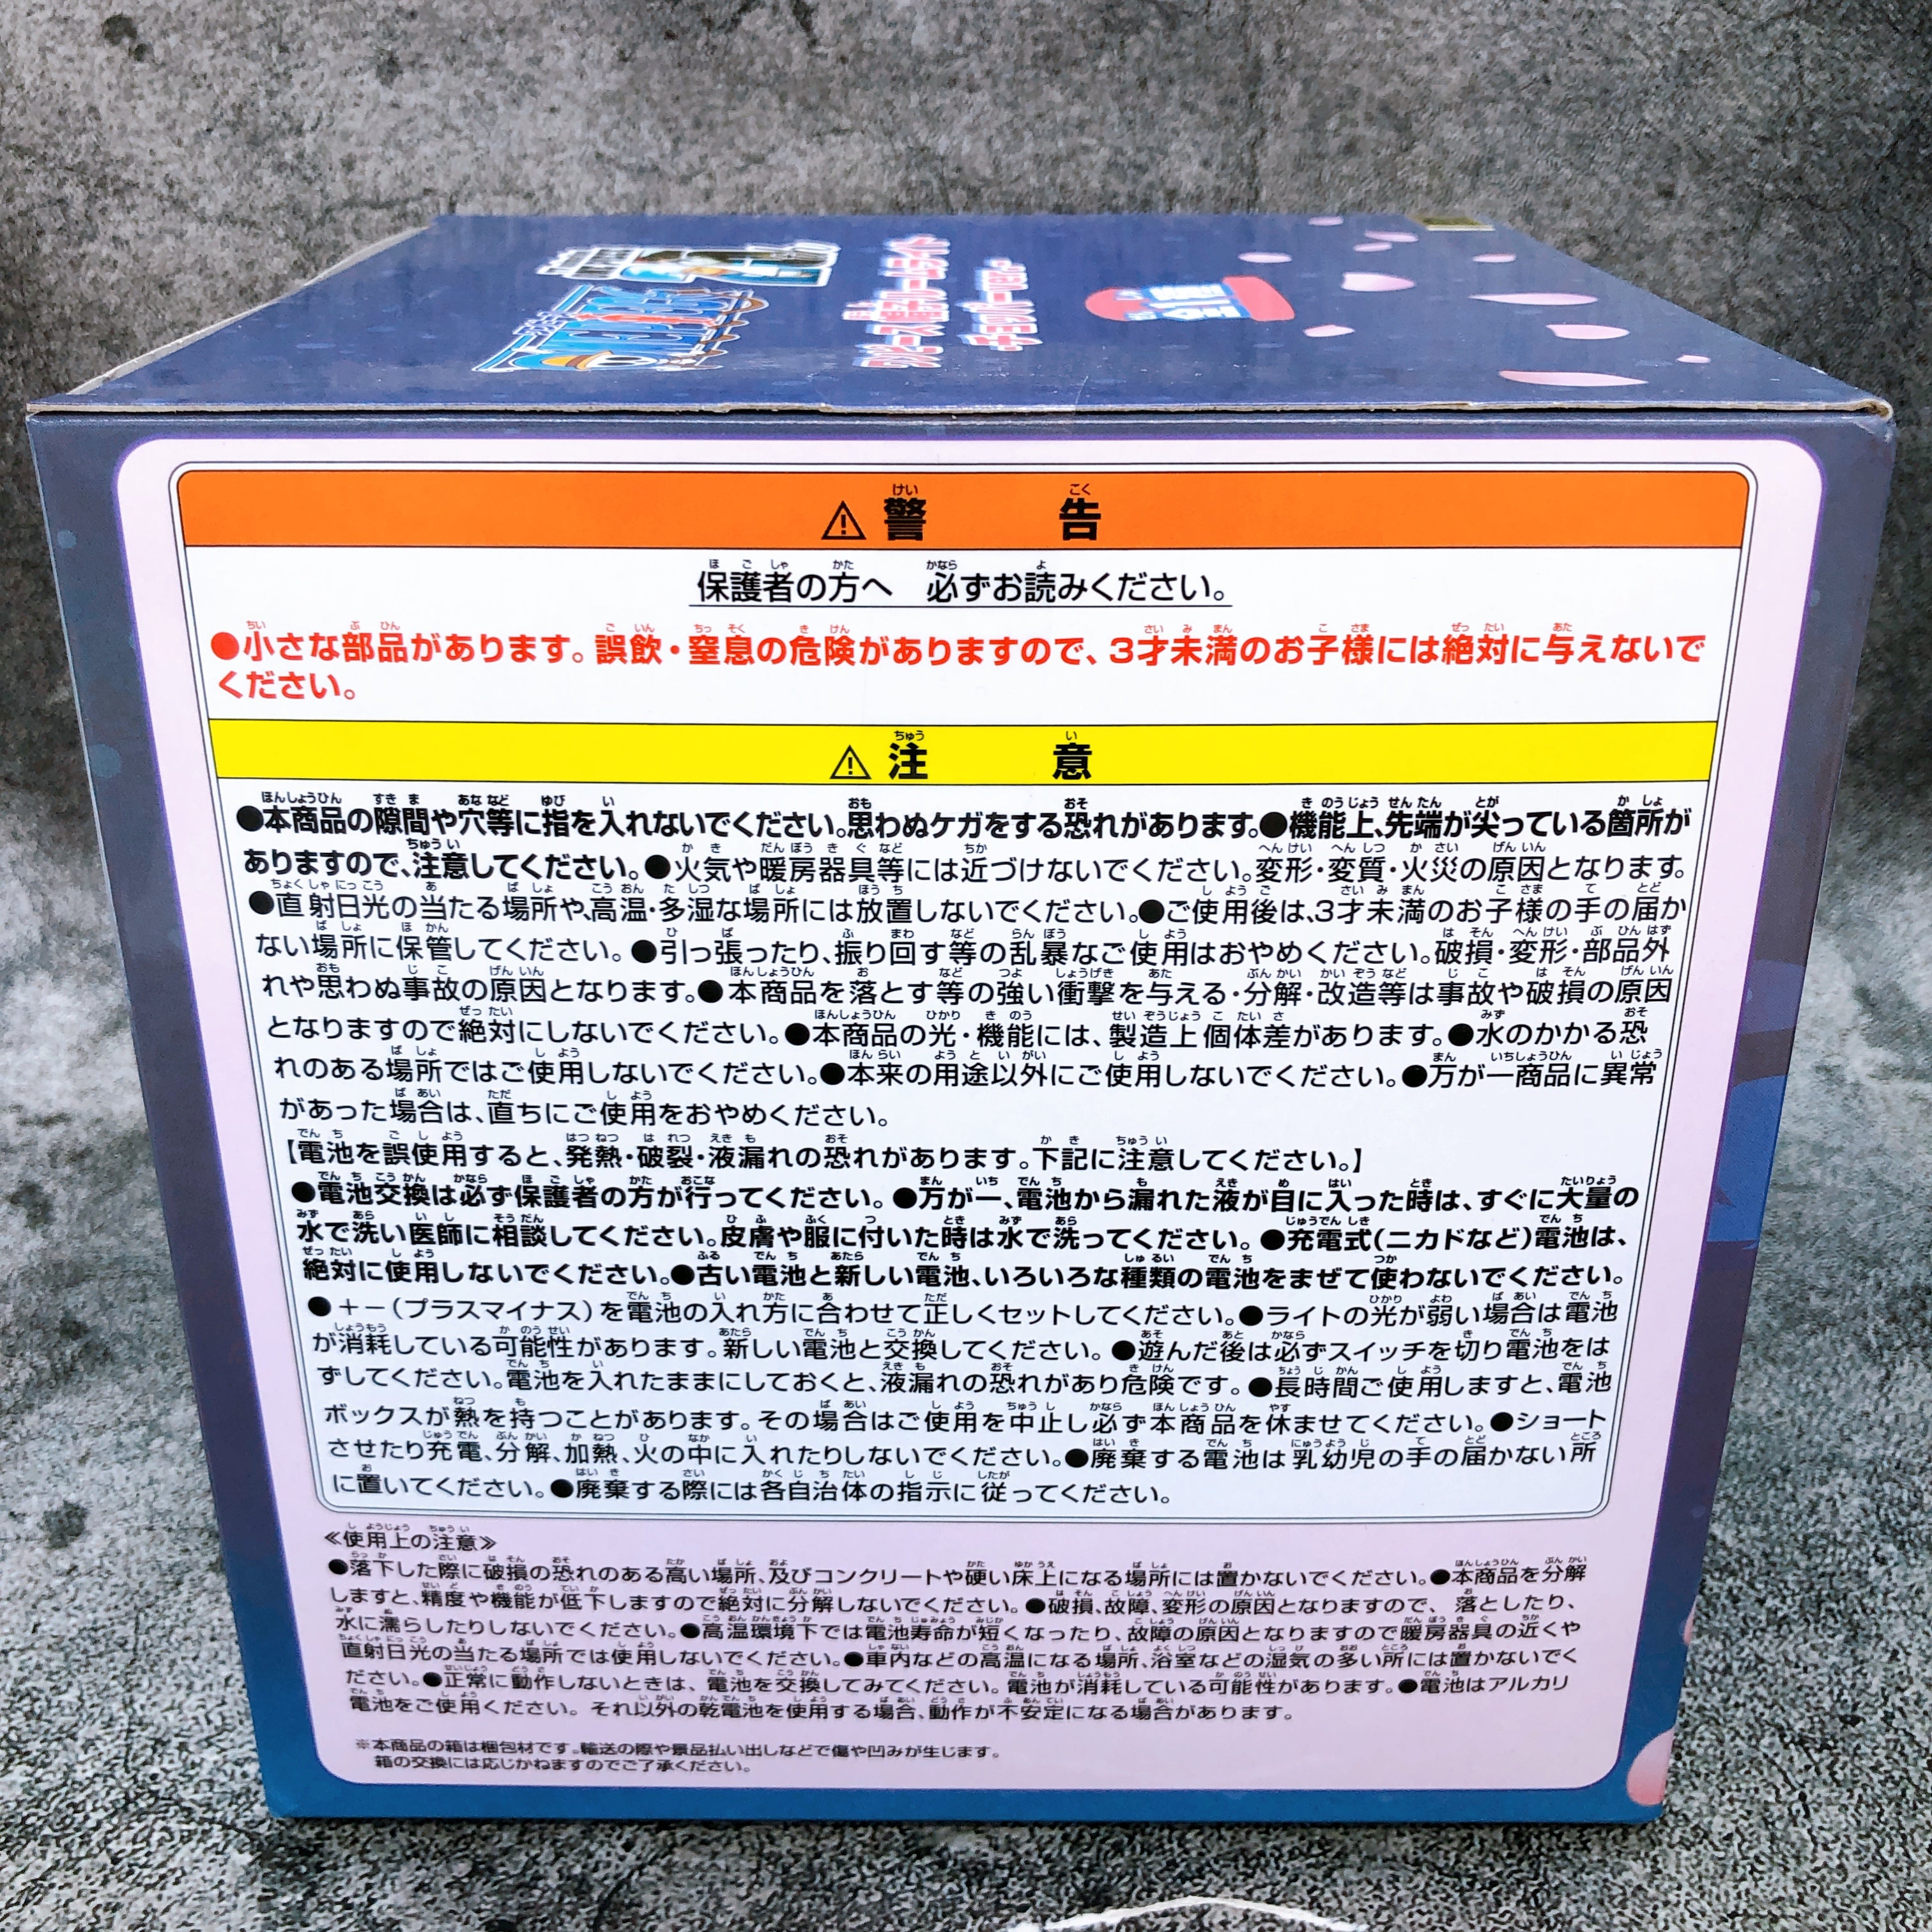 ONE PIECE
ワンピース 櫻ルームライト
-チョッパーver.-
全1種
⚠警告
保護者の方へ 必ずお読みください。
●小さな部品があります。誤飲・窒息の危険がありますので、3才未満のお子様には絶対に与えないで
ください。
⚠注意
●本商品の隙間や穴等に指を入れないでください。思わぬケガをする恐れがあります。●機能上、先端が尖っている箇所が
ありますので、注意してください。●火気や暖房器具等には近づけないでください。変形・変質・火災の原因となります。
●直射日光の当たる場所や、高温・多湿な場所には放置しないでください。●ご使用後は、3才未満のお子様の手の届か
ない場所に保管してください。●引っ張ったり、振り回す等の乱暴なご使用はおやめください。破損・変形・部品外
れや思わぬ事故の原因となります。●本商品を落とす等の強い衝撃を与える・分解・改造等は事故や破損の原因
となりますので絶対にしないでください。●本商品の光・機能には、製造上個体差があります。●水のかかる恐
れのある場所ではご使用しないでください。●本来の用途以外にご使用しないでください。●万が一商品に異常
があった場合は、直ちにご使用をおやめください。
【電池を誤使用すると、発熱・破裂・液漏れの恐れがあります。下記に注意してください。】
●電池交換は必ず保護者の方が行ってください。●万が一、電池から漏れた液が目に入った時は、すぐに大量の
水で洗い医師に相談してください。皮膚や服に付いた時は水で洗ってください。●充電式(ニカドなど)電池は、
絶対に使用しないでください。●古い電池と新しい電池、いろいろな種類の電池をまぜて使わないでください。
●+−(プラスマイナス)を電池の入れ方に合わせて正しくセットしてください。●ライトの光が弱い場合は電池
が消耗している可能性があります。新しい電池と交換してください。●遊んだ後は必ずスイッチを切り電池をは
ずしてください。電池を入れたままにしておくと、液漏れの恐れがあり危険です。●長時間ご使用しますと、電池
ボックスが熱を持つことがあります。その場合はご使用を中止し必ず本商品を休ませてください。●ショート
させたり充電、分解、加熱、火の中に入れたりしないでください。●廃棄する電池は乳幼児の手の届かない所
に置いてください。●廃棄する際には各自治体の指示に従ってください。
≪使用上の注意≫
●落下した際に破損の恐れのある高い場所、及びコンクリートや硬い床上になる場所には置かないでください。●本商品を分解
しますと、精度や機能が低下しますので絶対に分解しないでください。●破損、故障、変形の原因となりますので、落としたり、
水に濡らしたりしないでください。●高温環境下では電池寿命が短くなったり、故障の原因となりますので暖房器具の近くや
直射日光の当たる場所では使用しないでください。●車内などの高温になる場所、浴室などの湿気の多い所には置かないでく
ださい。●正常に動作しないときは、電池を交換してみてください。電池が消耗している可能性があります。●電池はアルカリ
電池をご使用ください。それ以外の乾電池を使用する場合、動作が不安定になる場合があります。
※本商品の箱は梱包材です。輸送の際や景品払い出しなどで傷や凹みが生じます。
箱の交換には応じかねますのでご了承ください。